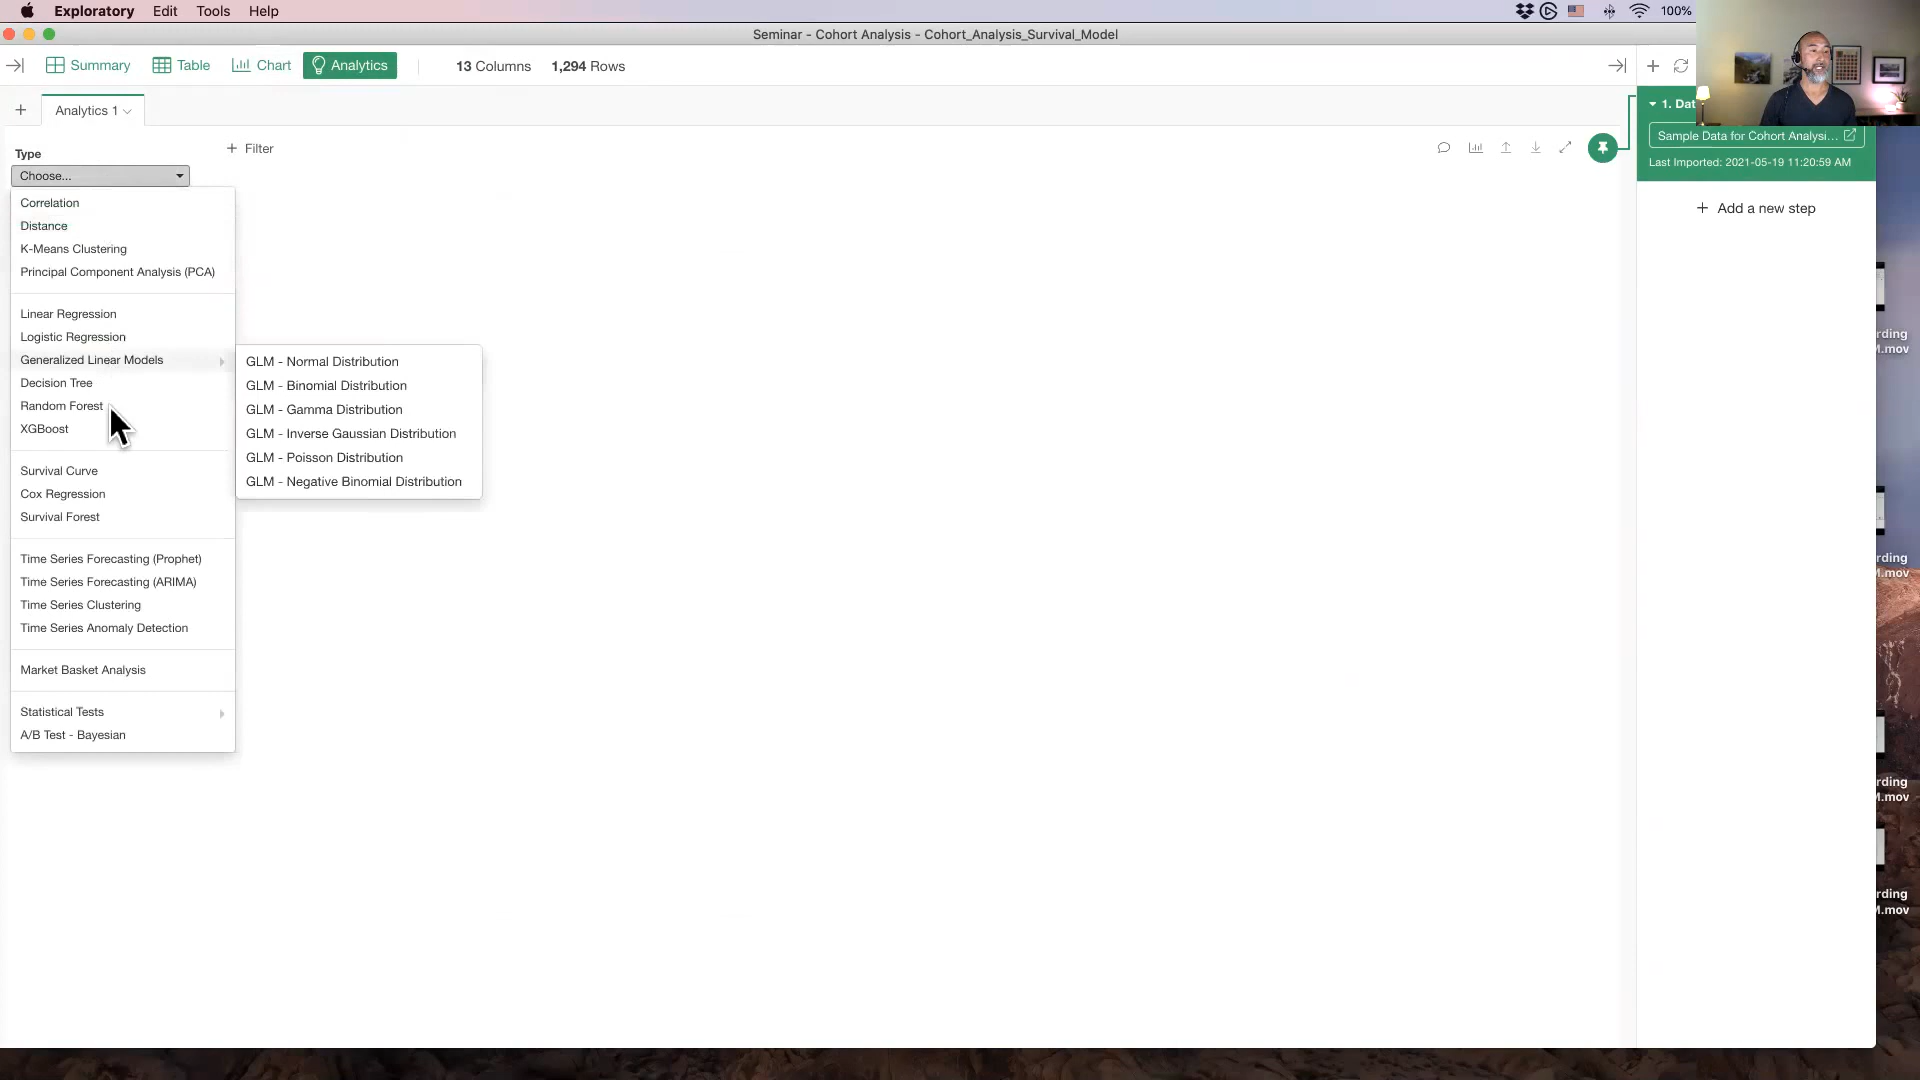 Exploratory Edit Tools Help 100%
Seminar - Cohort Analysis - Cohort_Analysis_Survival_Model
Summary Table Chart Analytics 13 Columns 1,294 Rows
Analytics 1
Type
Filter
Choose...
Correlation
Distance
K-Means Clustering
Principal Component Analysis (PCA)
Linear Regression
Logistic Regression
Generalized Linear Models
Decision Tree
Random Forest
XGBoost
Survival Curve
Cox Regression
Survival Forest
Time Series Forecasting (Prophet)
Time Series Forecasting (ARIMA)
Time Series Clustering
Time Series Anomaly Detection
Market Basket Analysis
Statistical Tests
A/B Test - Bayesian
GLM - Normal Distribution
GLM - Binomial Distribution
GLM - Gamma Distribution
GLM - Inverse Gaussian Distribution
GLM - Poisson Distribution
GLM - Negative Binomial Distribution
1. Dat
Sample Data for Cohort Analysi...
Last Imported: 2021-05-19 11:20:59 AM
+ Add a new step
rding
M.mov
rding
M.mov
rding
M.mov
rding
M.mov